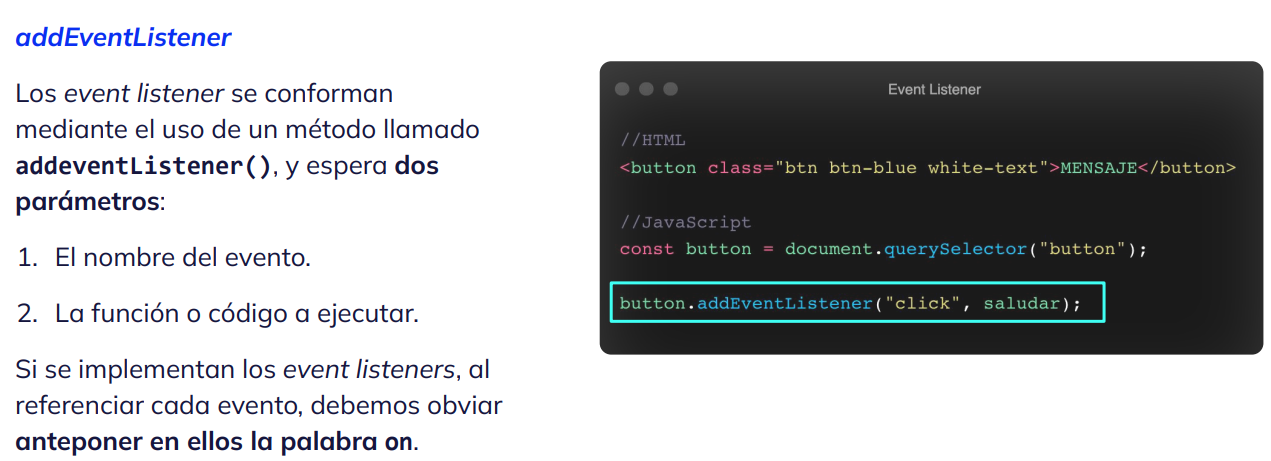 addEventListener
Los event listener se conforman
mediante el uso de un método llamado
addeventListener(), y espera dos
parámetros:
1. El nombre del evento.
2. La función o código a ejecutar.
Si se implementan los event listeners, al
referenciar cada evento, debemos obviar
anteponer en ellos la palabra on.
Event Listener
//HTML
<button class="btn btn-blue white-text">MENSAJE</button>
//JavaScript
const button = document.querySelector("button");
button.addEventListener("click", saludar);